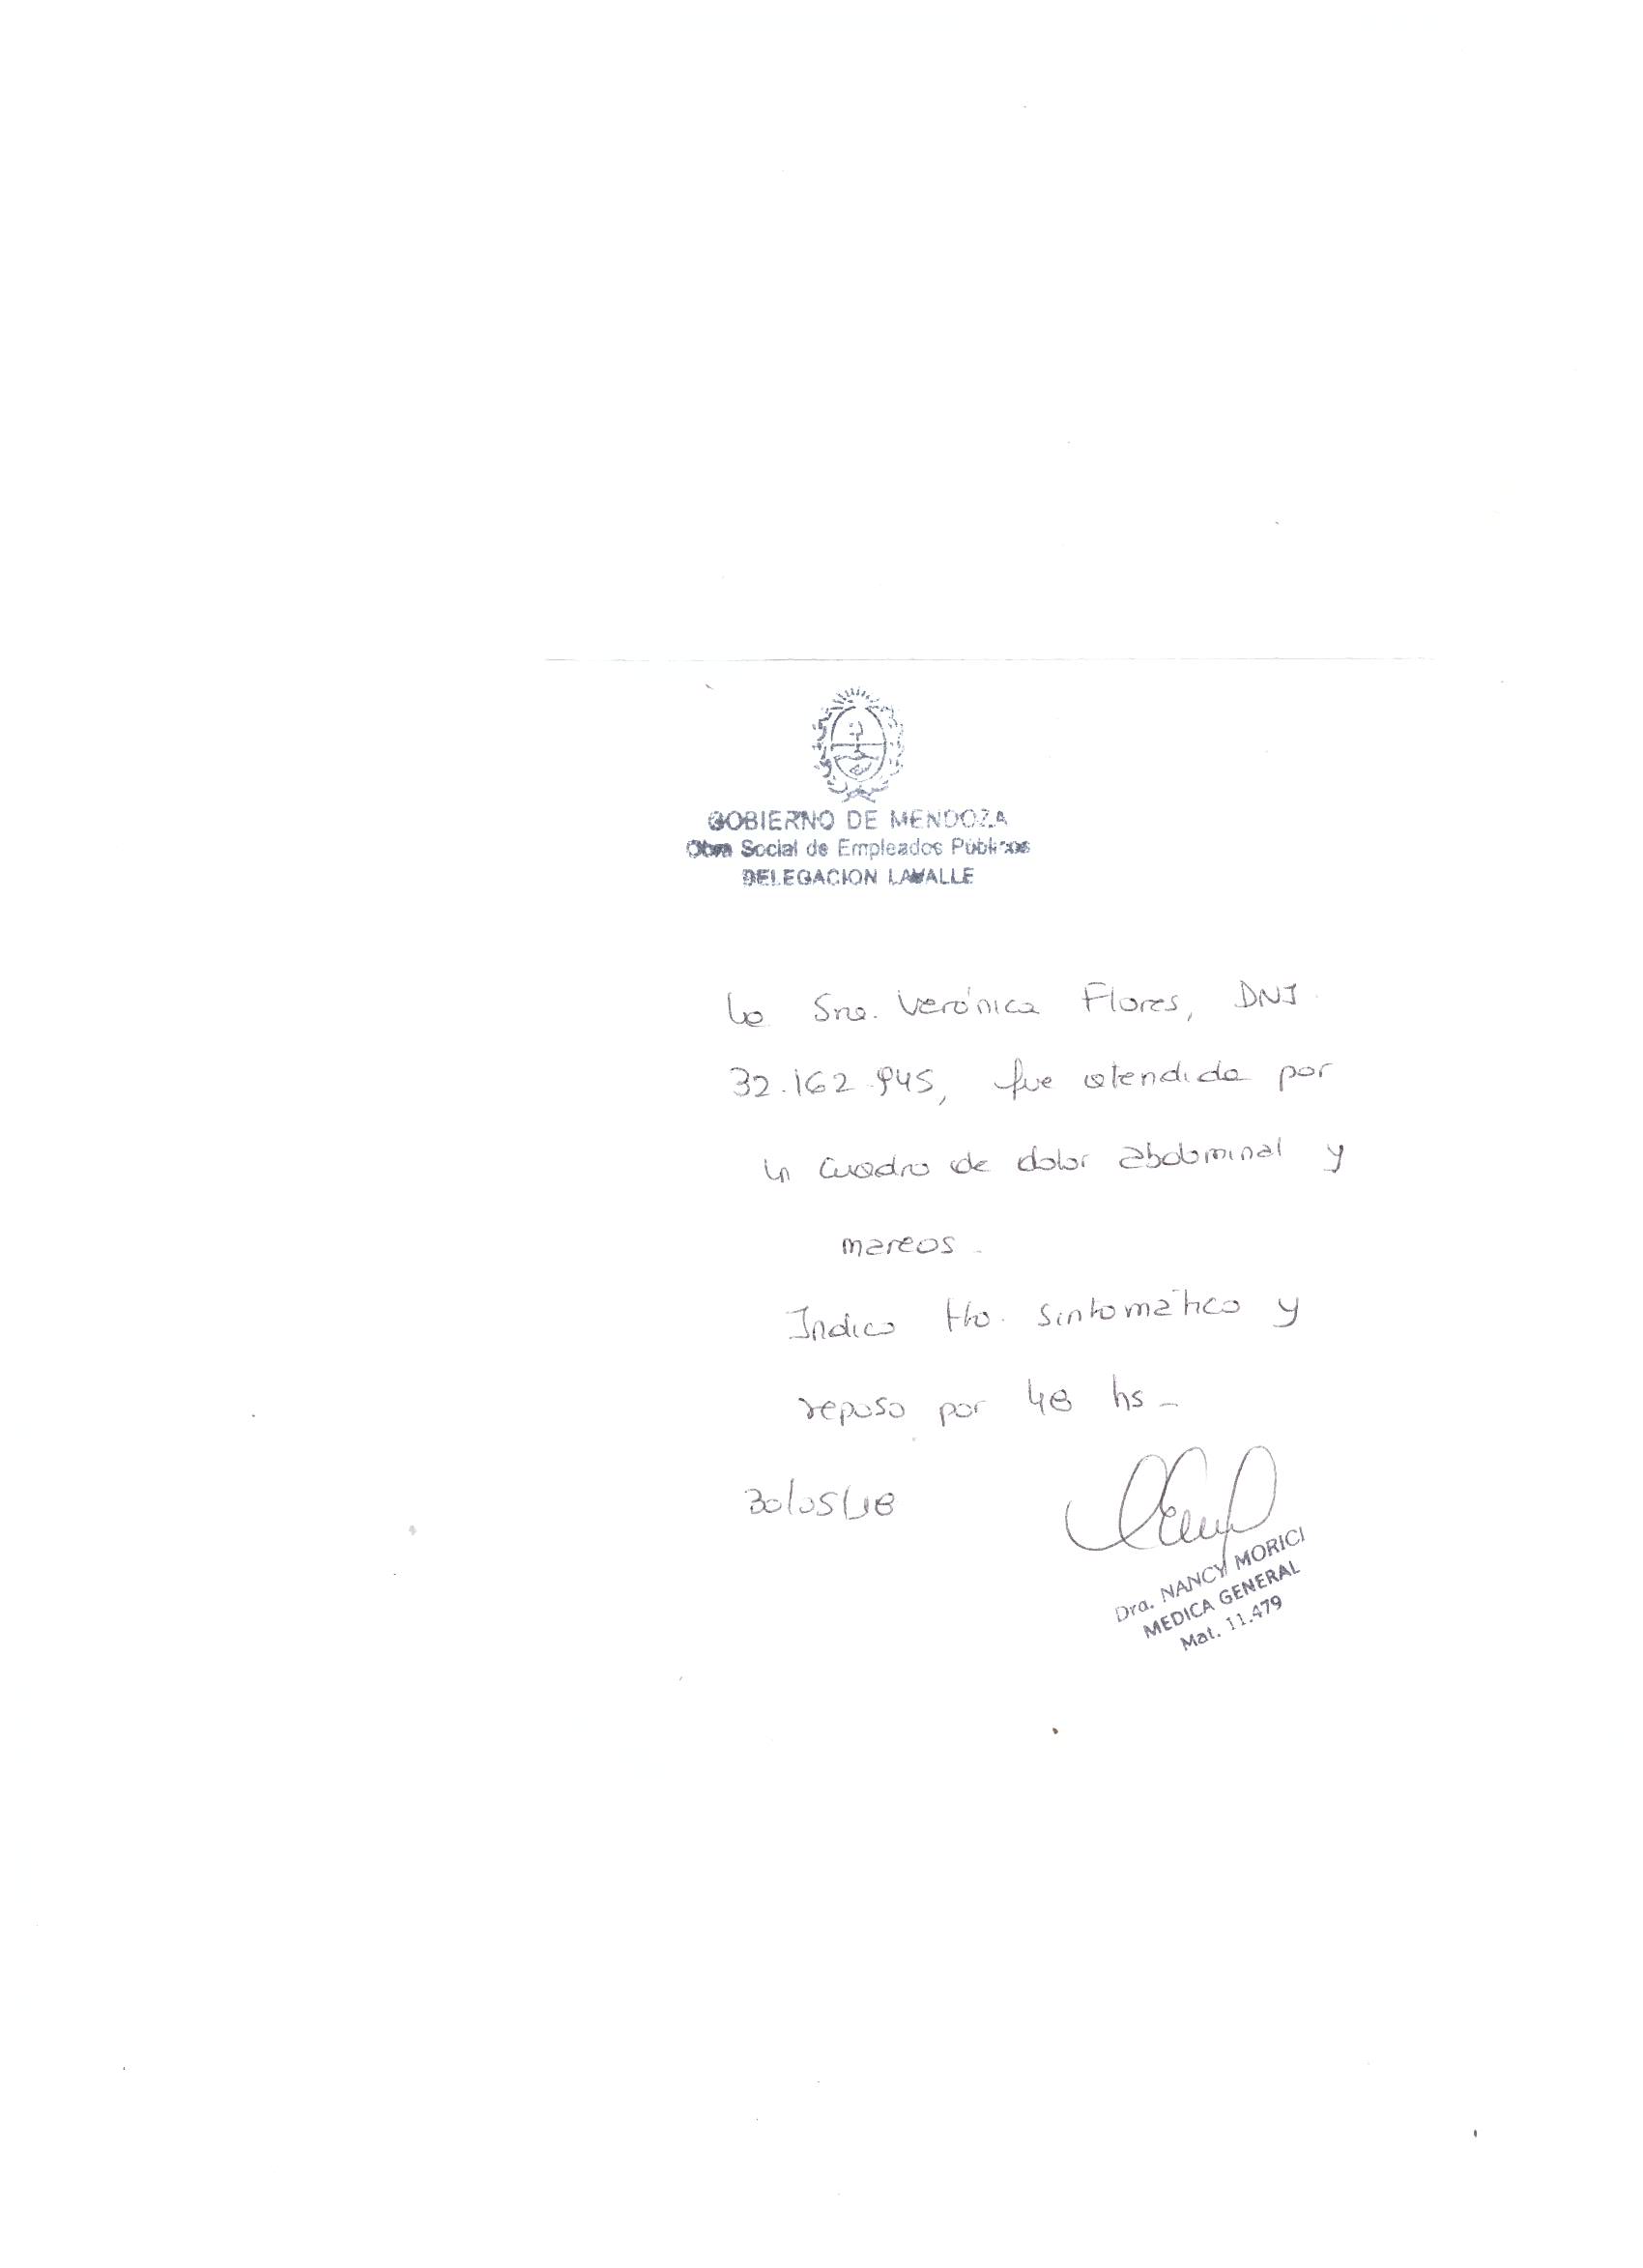 GOBIERNO DE MENDOZA
Obra Social de Empleados Públicos
DELEGACION LAVALLE
La Sra. Verónica Flores, DNI
32.162.945, fue atendida por
un cuadro de dolor abdominal y
mareos -
Indico tto. sintomático y
reposo por 48 hs -
30/05/18
Dra. NANCY MORICI
MEDICA GENERAL
Mat. 11.479